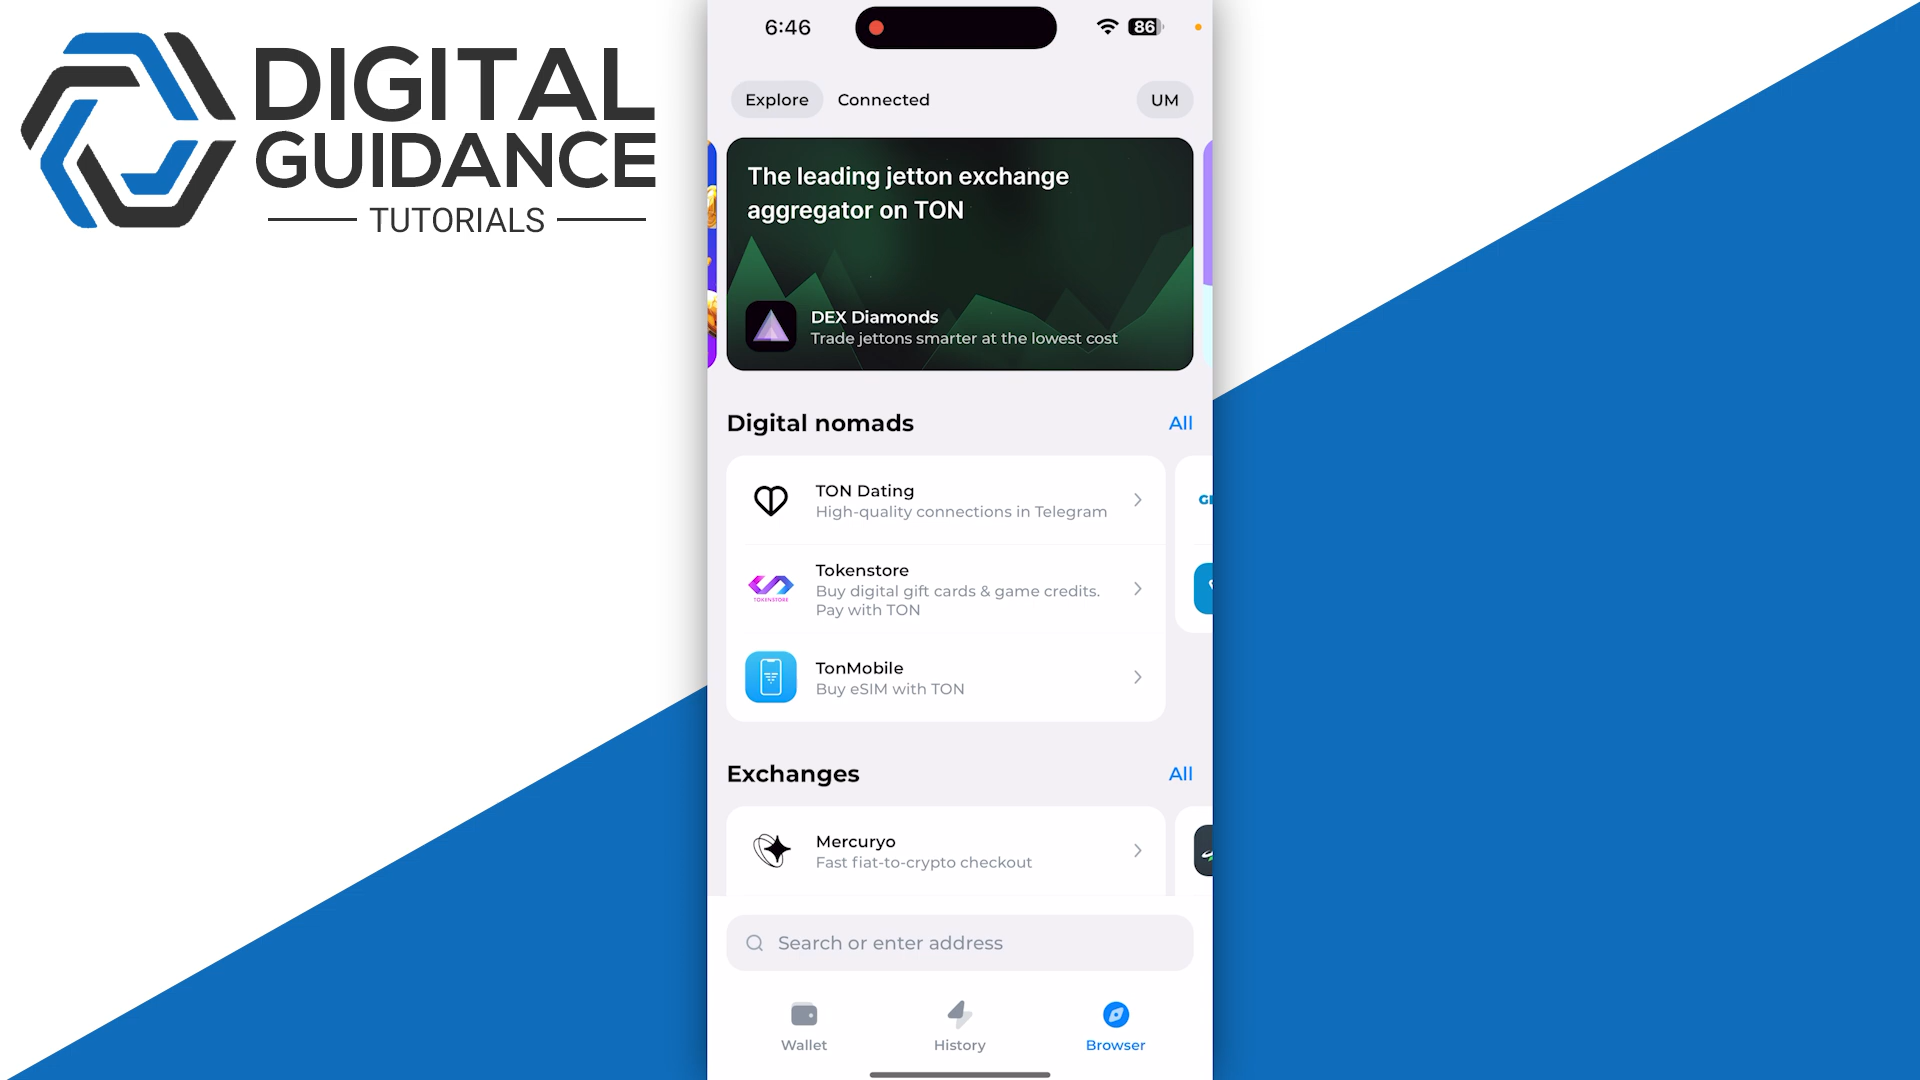 DIGITAL
GUIDANCE
TUTORIALS
6:46
86
Explore
Connected
UM
The leading jetton exchange
aggregator on TON
DEX Diamonds
Trade jettons smarter at the lowest cost
Digital nomads
All
TON Dating
High-quality connections in Telegram
Tokenstore
Buy digital gift cards & game credits.
Pay with TON
TOKENSTORE
TonMobile
Buy eSIM with TON
Exchanges
All
Mercuryo
Fast fiat-to-crypto checkout
Search or enter address
Wallet
History
Browser